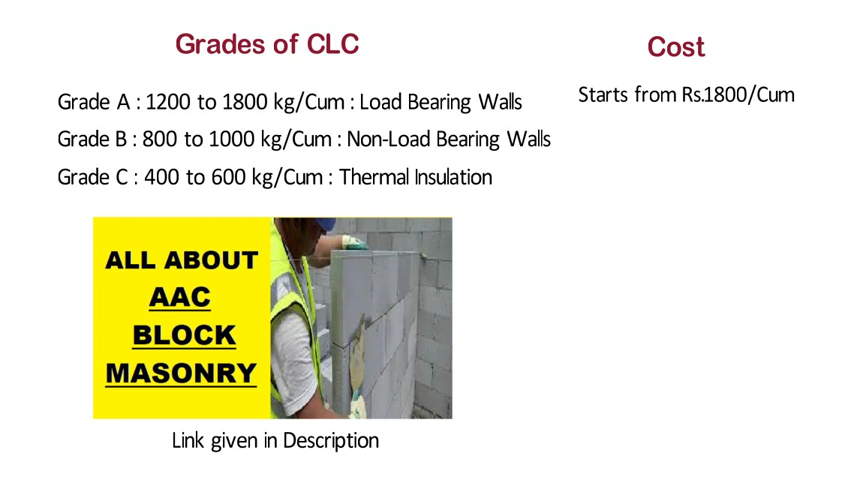 Grades of CLC
Grade A : 1200 to 1800 kg/Cum : Load Bearing Walls
Grade B : 800 to 1000 kg/Cum : Non-Load Bearing Walls
Grade C : 400 to 600 kg/Cum : Thermal Insulation
Cost
Starts from Rs.1800/Cum
ALL ABOUT
AAC
BLOCK
MASONRY
Link given in Description